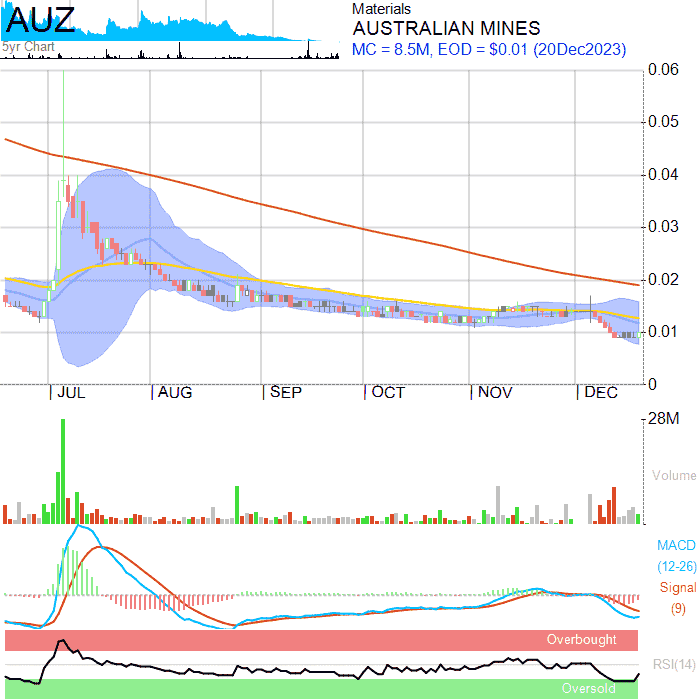 AUZ
5yr Chart
Materials
AUSTRALIAN MINES
MC = 8.5M, EOD = $0.01 (20Dec2023)
0.06
0.05
0.04
0.03
0.02
0.01
0
JUL AUG SEP OCT NOV DEC
28M
Volume
MACD
(12-26)
Signal
(9)
Overbought
RSI(14)
Oversold